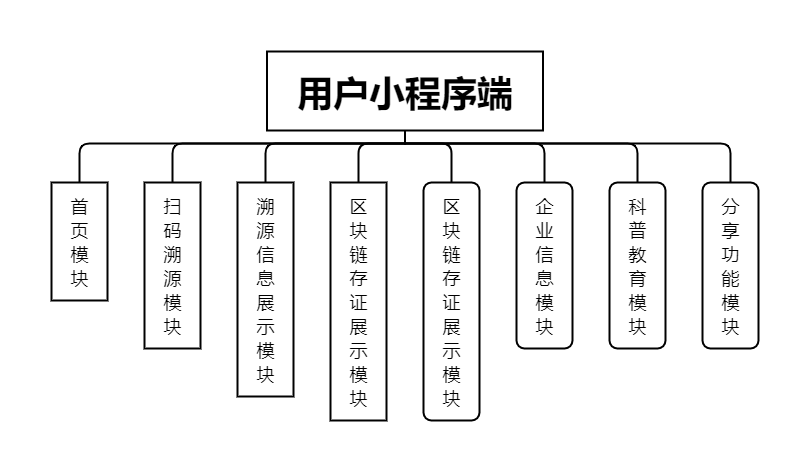 用户小程序端
首页模块
扫码溯源模块
溯源信息展示模块
区块链存证展示模块
区块链存证展示模块
企业信息模块
科普教育模块
分享功能模块